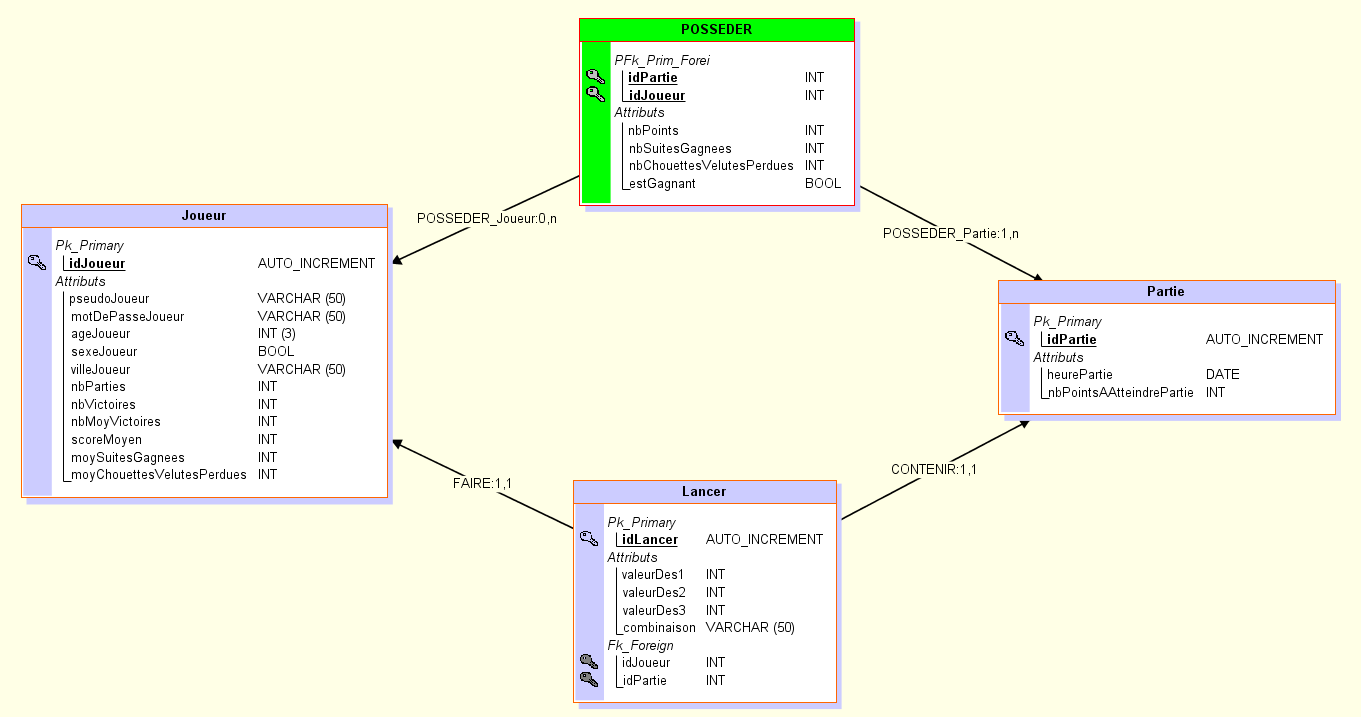 POSSEDER
PFk_Prim_Forei
idPartie INT
idJoueur INT
Attributs
nbPoints INT
nbSuitesGagnees INT
nbChouettesVelutesPerdues INT
estGagnant BOOL
POSSEDER_Joueur:0,n
POSSEDER_Partie:1,n
Joueur
Pk_Primary
idJoueur AUTO_INCREMENT
Attributs
pseudoJoueur VARCHAR (50)
motDePasseJoueur VARCHAR (50)
ageJoueur INT (3)
sexeJoueur BOOL
villeJoueur VARCHAR (50)
nbParties INT
nbVictoires INT
nbMoyVictoires INT
scoreMoyen INT
moySuitesGagnees INT
moyChouettesVelutesPerdues INT
Partie
Pk_Primary
idPartie AUTO_INCREMENT
Attributs
heurePartie DATE
nbPointsAAtteindrePartie INT
FAIRE:1,1
CONTENIR:1,1
Lancer
Pk_Primary
idLancer AUTO_INCREMENT
Attributs
valeurDes1 INT
valeurDes2 INT
valeurDes3 INT
combinaison VARCHAR (50)
Fk_Foreign
idJoueur INT
idPartie INT